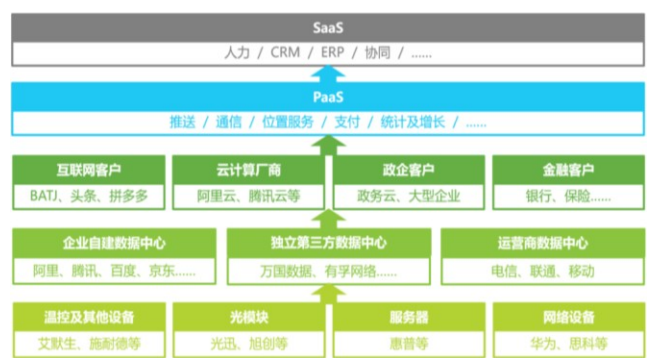 SaaS
人力 / CRM / ERP / 协同 / ......
PaaS
推送 / 通信 / 位置服务 / 支付 / 统计及增长 / ......
互联网客户 云计算厂商 政企客户 金融客户
BATJ、头条、拼多多 阿里云、腾讯云等 政务云、大型企业 银行、保险......
企业自建数据中心 独立第三方数据中心 运营商数据中心
阿里、腾讯、百度、京东...... 万国数据、有孚网络...... 电信、联通、移动
温控及其他设备 光模块 服务器 网络设备
艾默生、施耐德等 光迅、旭创等 惠普等 华为、思科等